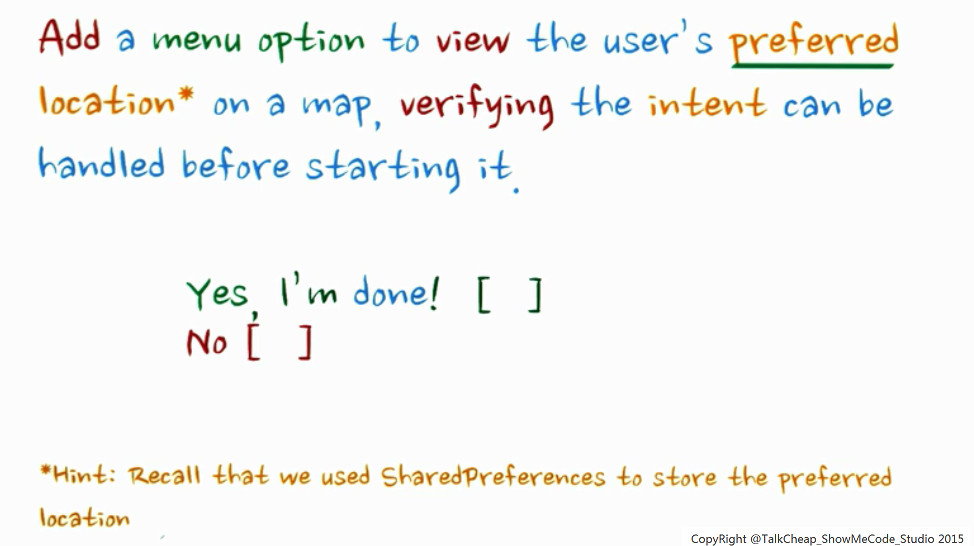 Add a menu option to view the user's preferred
location* on a map, verifying the intent can be
handled before starting it.
Yes, I'm done! [ ]
No [ ]
*Hint: Recall that we used SharedPreferences to store the preferred
location
CopyRight @TalkCheap_ShowMeCode_Studio 2015